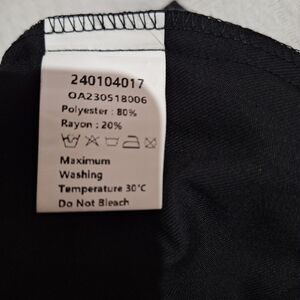 240104017
OA230518006
Polyester : 80%
Rayon : 20%
Maximum
Washing
Temperature 30°C
Do Not Bleach